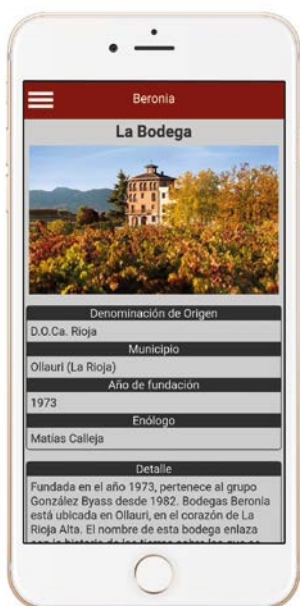 Beronia
La Bodega
Denominación de Origen
D.O.Ca. Rioja
Municipio
Ollauri (La Rioja)
Año de fundación
1973
Enólogo
Matías Calleja
Detalle
Fundada en el año 1973, pertenece al grupo
González Byass desde 1982. Bodegas Beronia
está ubicada en Ollauri, en el corazón de La
Rioja Alta. El nombre de esta bodega enlaza